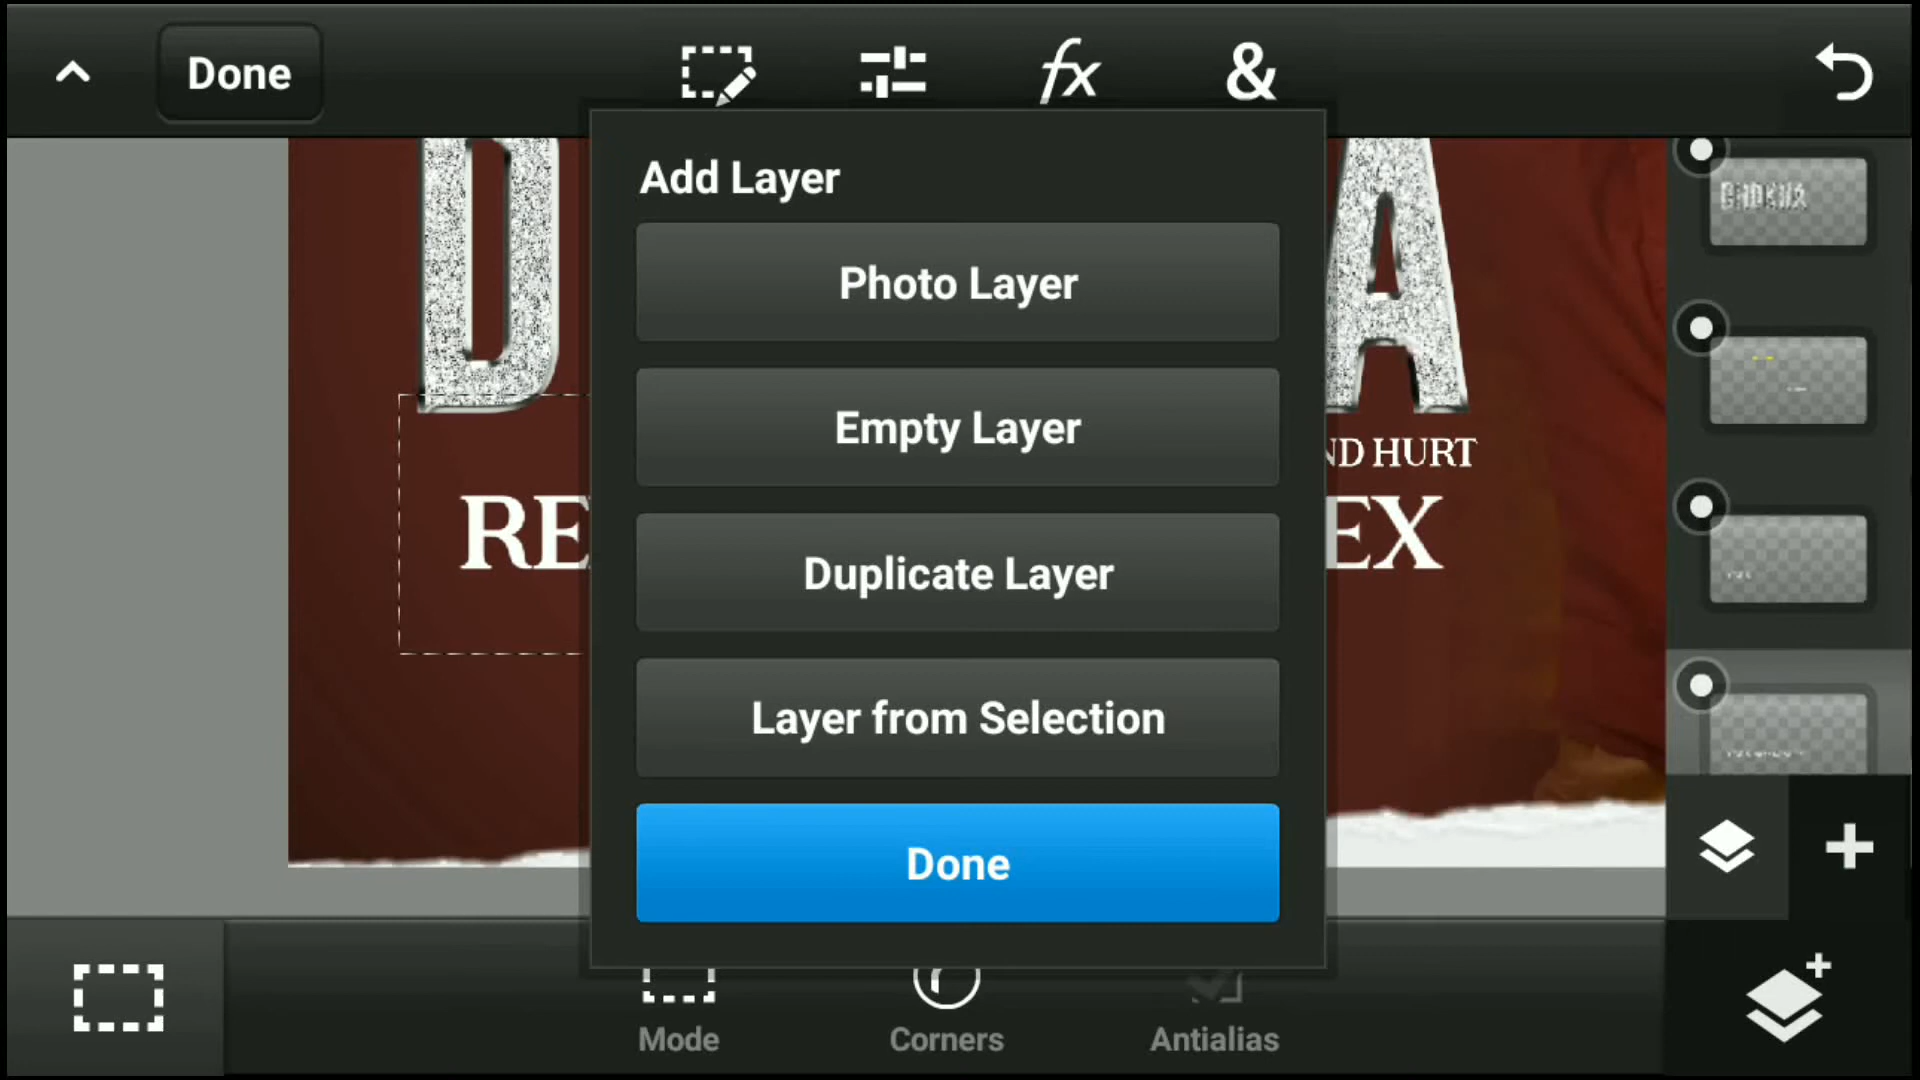 Done
fx
&
Add Layer
Photo Layer
D
A
Empty Layer
ND HURT
RE
EX
Duplicate Layer
Layer from Selection
Done
Mode
Corners
Antialias